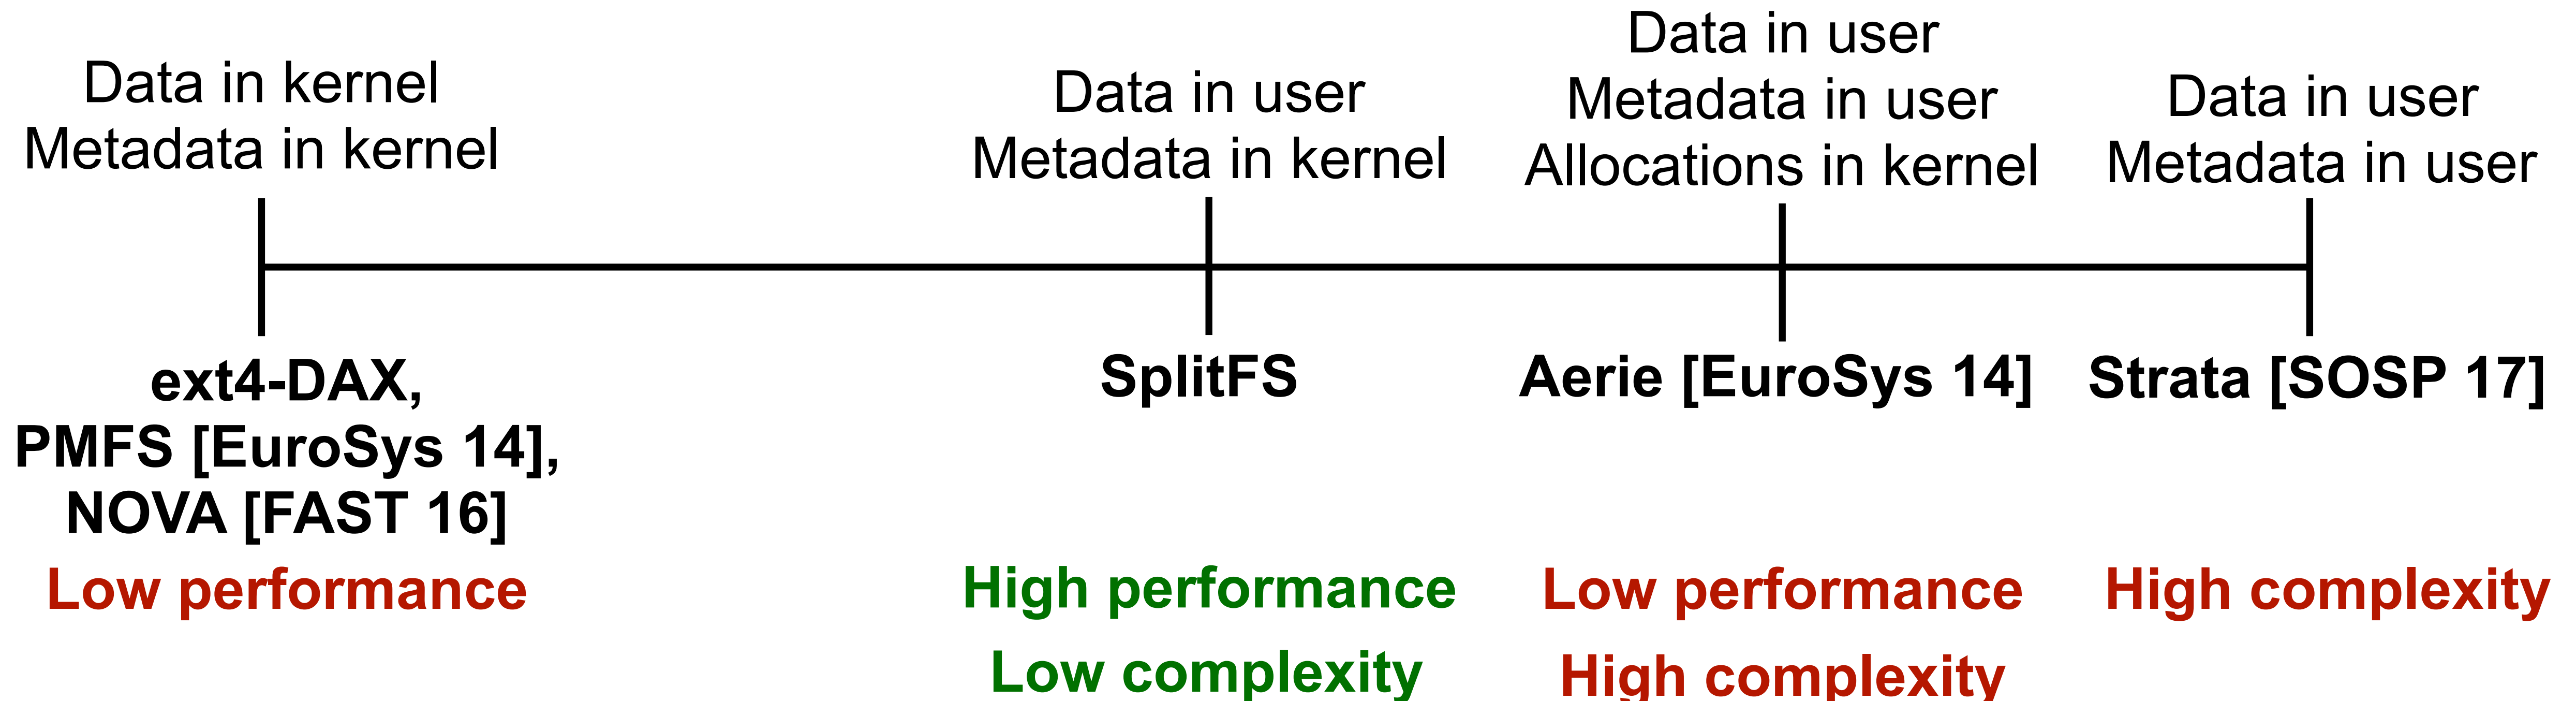 Data in kernel
Metadata in kernel
Data in user
Metadata in kernel
Data in user
Metadata in user
Allocations in kernel
Data in user
Metadata in user
ext4-DAX,
PMFS [EuroSys 14],
NOVA [FAST 16]
Low performance
SplitFS
High performance
Low complexity
Aerie [EuroSys 14]
Low performance
High complexity
Strata [SOSP 17]
High complexity